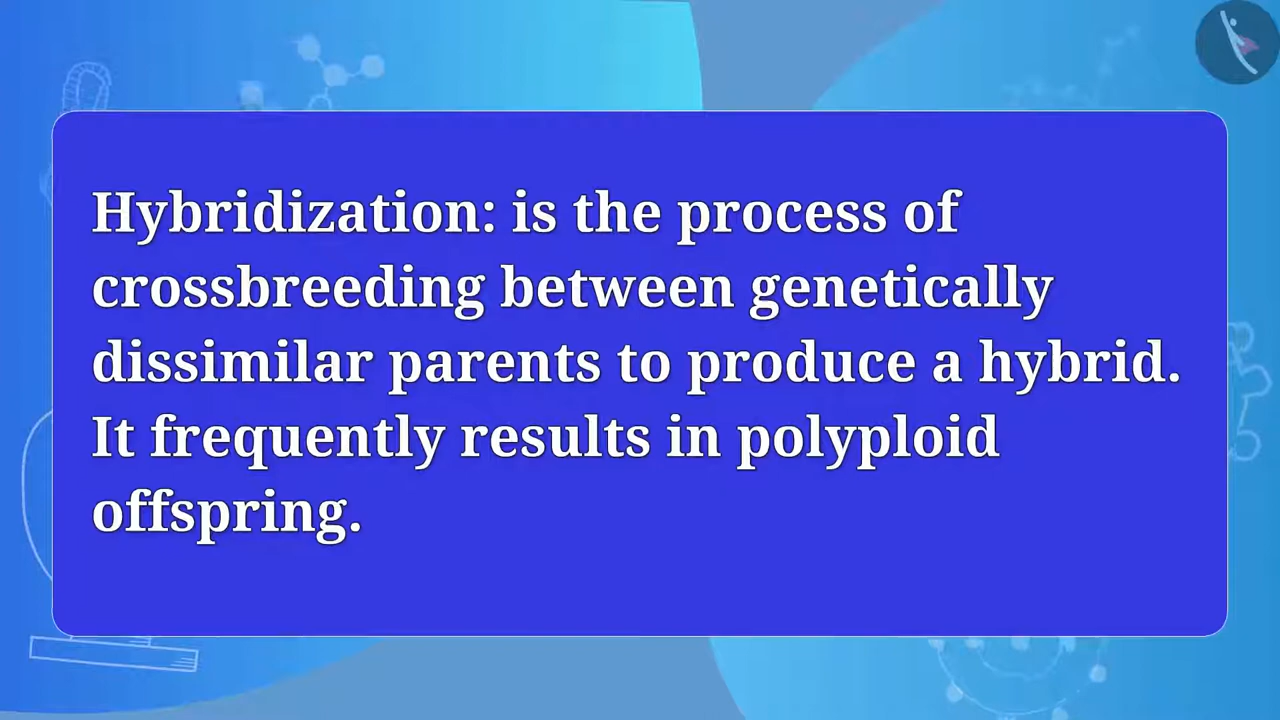 Hybridization: is the process of
crossbreeding between genetically
dissimilar parents to produce a hybrid.
It frequently results in polyploid
offspring.